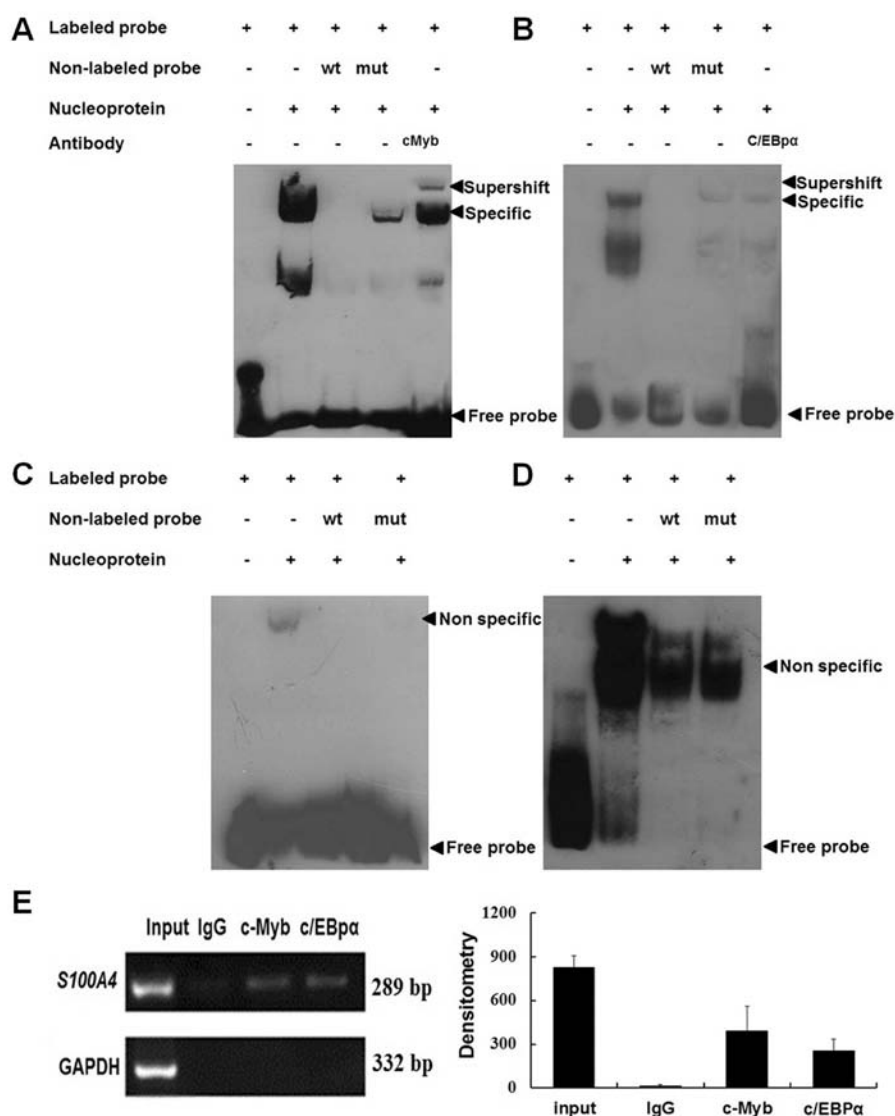 A B
Labeled probe + + + + + + + + + +
Non-labeled probe - - wt mut - - - wt mut -
Nucleoprotein - + + + + - + + + +
Antibody - - - - cMyb - - - - C/EBpα
Supershift Supershift
Specific Specific
Free probe Free probe
C D
Labeled probe + + + + + + + +
Non-labeled probe - - wt mut - - wt mut
Nucleoprotein - + + + - + + +
Non specific
Non specific
Free probe Free probe
E
Input IgG c-Myb c/EBpα
S100A4 289 bp
GAPDH 332 bp
Densitometry
1200
900
600
300
0
input IgG c-Myb c/EBPα